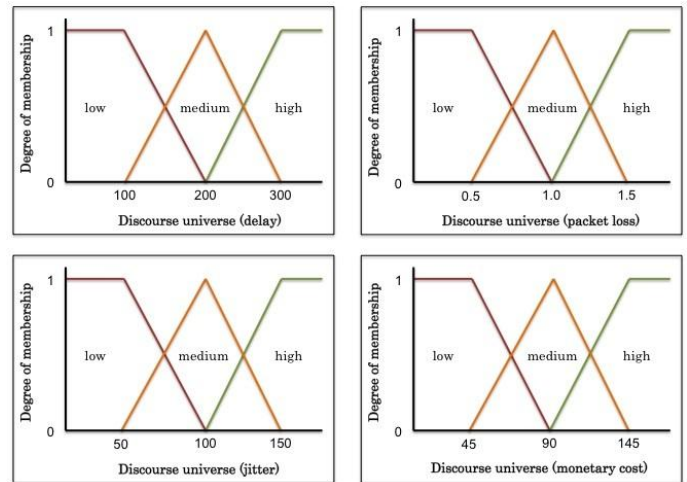 Degree of membership
1
low
medium
high
0
100
200
300
Discourse universe (delay)
Degree of membership
1
low
medium
high
0
0.5
1.0
1.5
Discourse universe (packet loss)
Degree of membership
1
low
medium
high
0
50
100
150
Discourse universe (jitter)
Degree of membership
1
low
medium
high
0
45
90
145
Discourse universe (monetary cost)